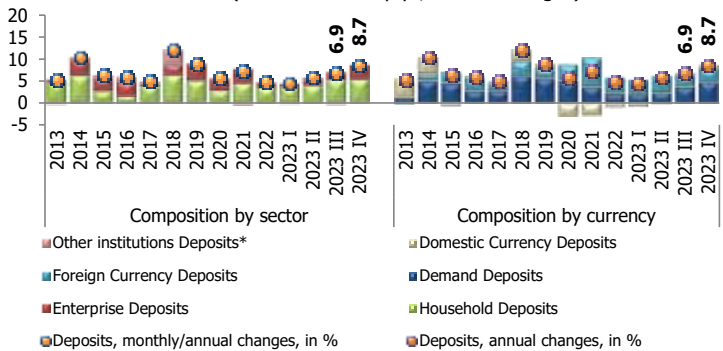 20
15
10
5
0
-5
6.9
8.7
6.9
8.7
2013
2014
2015
2016
2017
2018
2019
2020
2021
2022
2023 I
2023 II
2023 III
2023 IV
2013
2014
2015
2016
2017
2018
2019
2020
2021
2022
2023 I
2023 II
2023 III
2023 IV
Composition by sector
Composition by currency
Other institutions Deposits*
Domestic Currency Deposits
Foreign Currency Deposits
Demand Deposits
Enterprise Deposits
Household Deposits
Deposits, monthly/annual changes, in %
Deposits, annual changes, in %